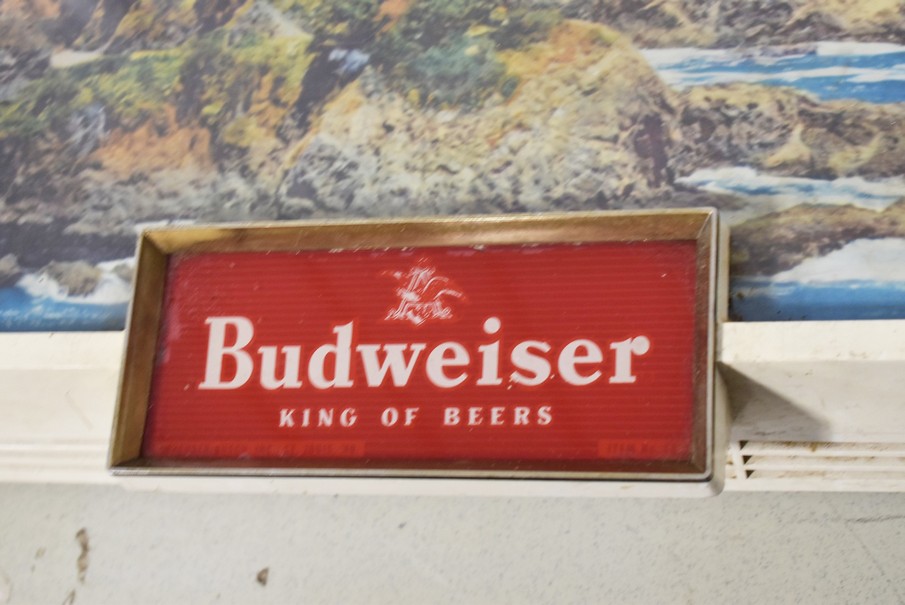 Budweiser
KING OF BEERS